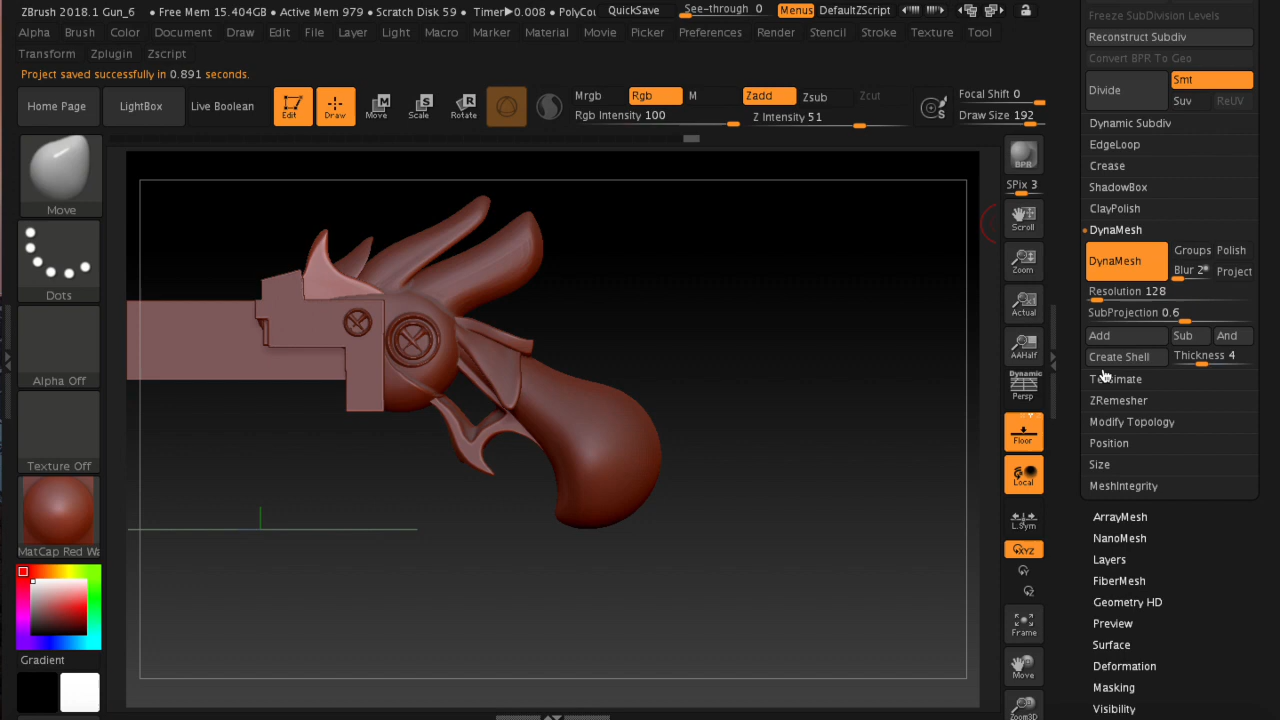 ZBrush 2018.1 Gun_6 • Free Mem 15.404GB • Active Mem 979 • Scratch Disk 59 • Timer▶0.008 • PolyCou QuickSave See-through 0 Menus DefaultZScript
Alpha Brush Color Document Draw Edit File Layer Light Macro Marker Material Movie Picker Preferences Render Stencil Stroke Texture Tool
Transform Zplugin Zscript
Project saved successfully in 0.891 seconds.
Home Page LightBox Live Boolean Edit Draw Move Scale Rotate
Mrgb Rgb M Zadd Zsub Zcut Focal Shift 0
Rgb Intensity 100 Z Intensity 51 S Draw Size 192
Move
Dots
Alpha Off
Texture Off
MatCap Red Wa
Gradient
BPR
SPix 3
Scroll
Zoom
Actual
AAHalf
Dynamic
Persp
Floor
Local
L.Sym
XYZ
Y
Z
Frame
Move
Zoom3D
Freeze SubDivision Levels
Reconstruct Subdiv
Convert BPR To Geo
Divide Smt
Suv ReUV
Dynamic Subdiv
EdgeLoop
Crease
ShadowBox
ClayPolish
DynaMesh
DynaMesh Groups Polish
Blur 2 Project
Resolution 128
SubProjection 0.6
Add Sub And
Create Shell Thickness 4
ZRemesher
Modify Topology
Position
Size
MeshIntegrity
ArrayMesh
NanoMesh
Layers
FiberMesh
Geometry HD
Preview
Surface
Deformation
Masking
Visibility